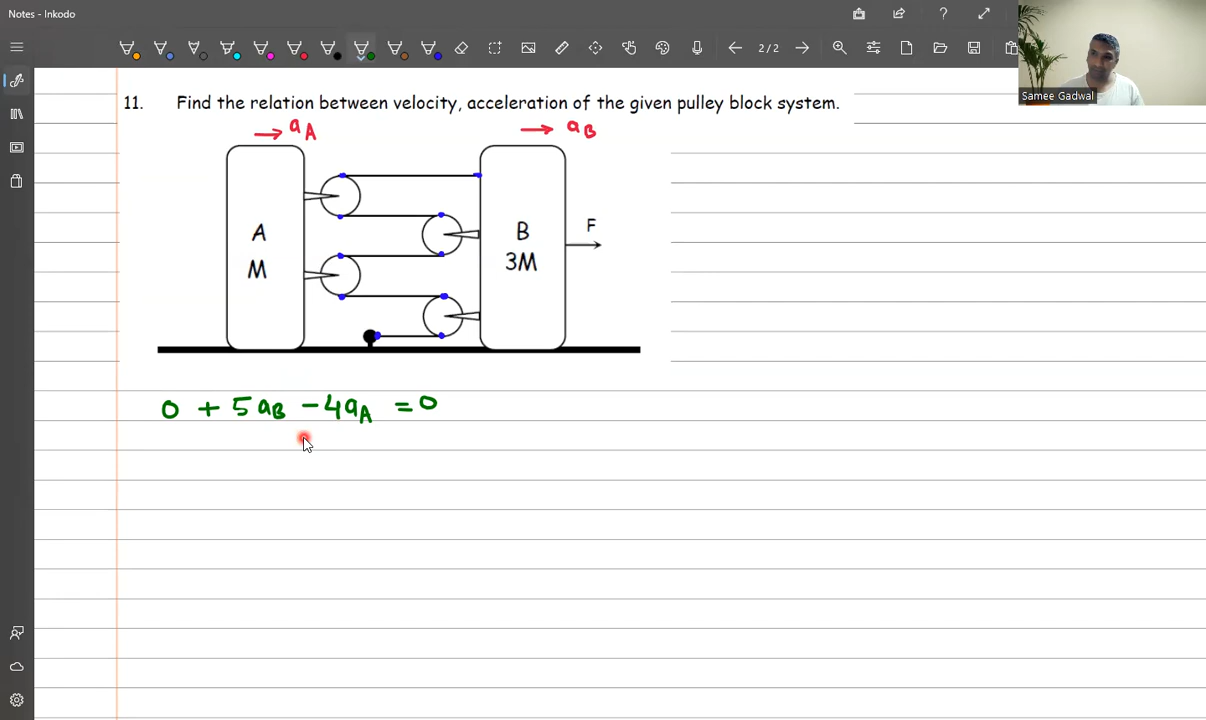 Notes - Inkodo
Samee Gadwal
11. Find the relation between velocity, acceleration of the given pulley block system.
→ aA → aB
A
M
B
3M
F
0 + 5aB - 4aA = 0
2/2